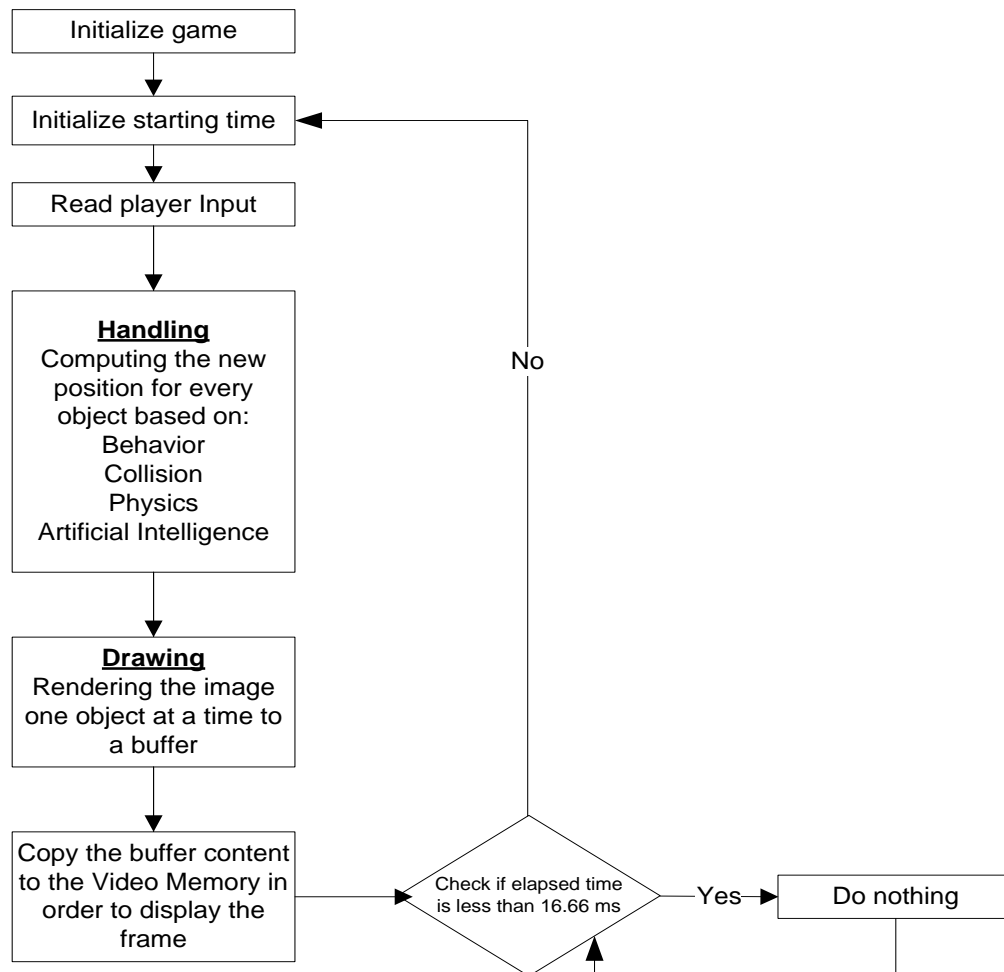 Initialize game
Initialize starting time
Read player Input
Handling
Computing the new
position for every
object based on:
Behavior
Collision
Physics
Artificial Intelligence
No
Drawing
Rendering the image
one object at a time to
a buffer
Copy the buffer content
to the Video Memory in
order to display the
frame
Check if elapsed time
is less than 16.66 ms
Yes
Do nothing